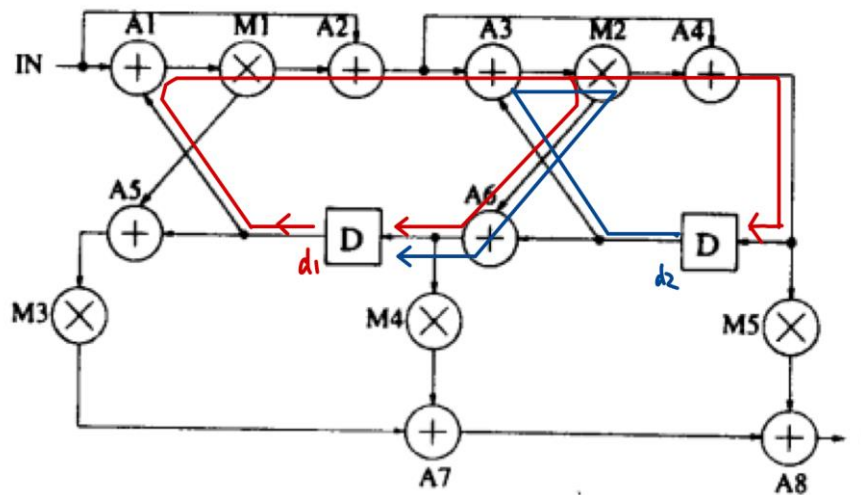 A1 M1 A2 A3 M2 A4
IN + × + + × +
A5 A6
+ D + D
d1 d2
M3 × M4 × M5 ×
+ +
A7 A8